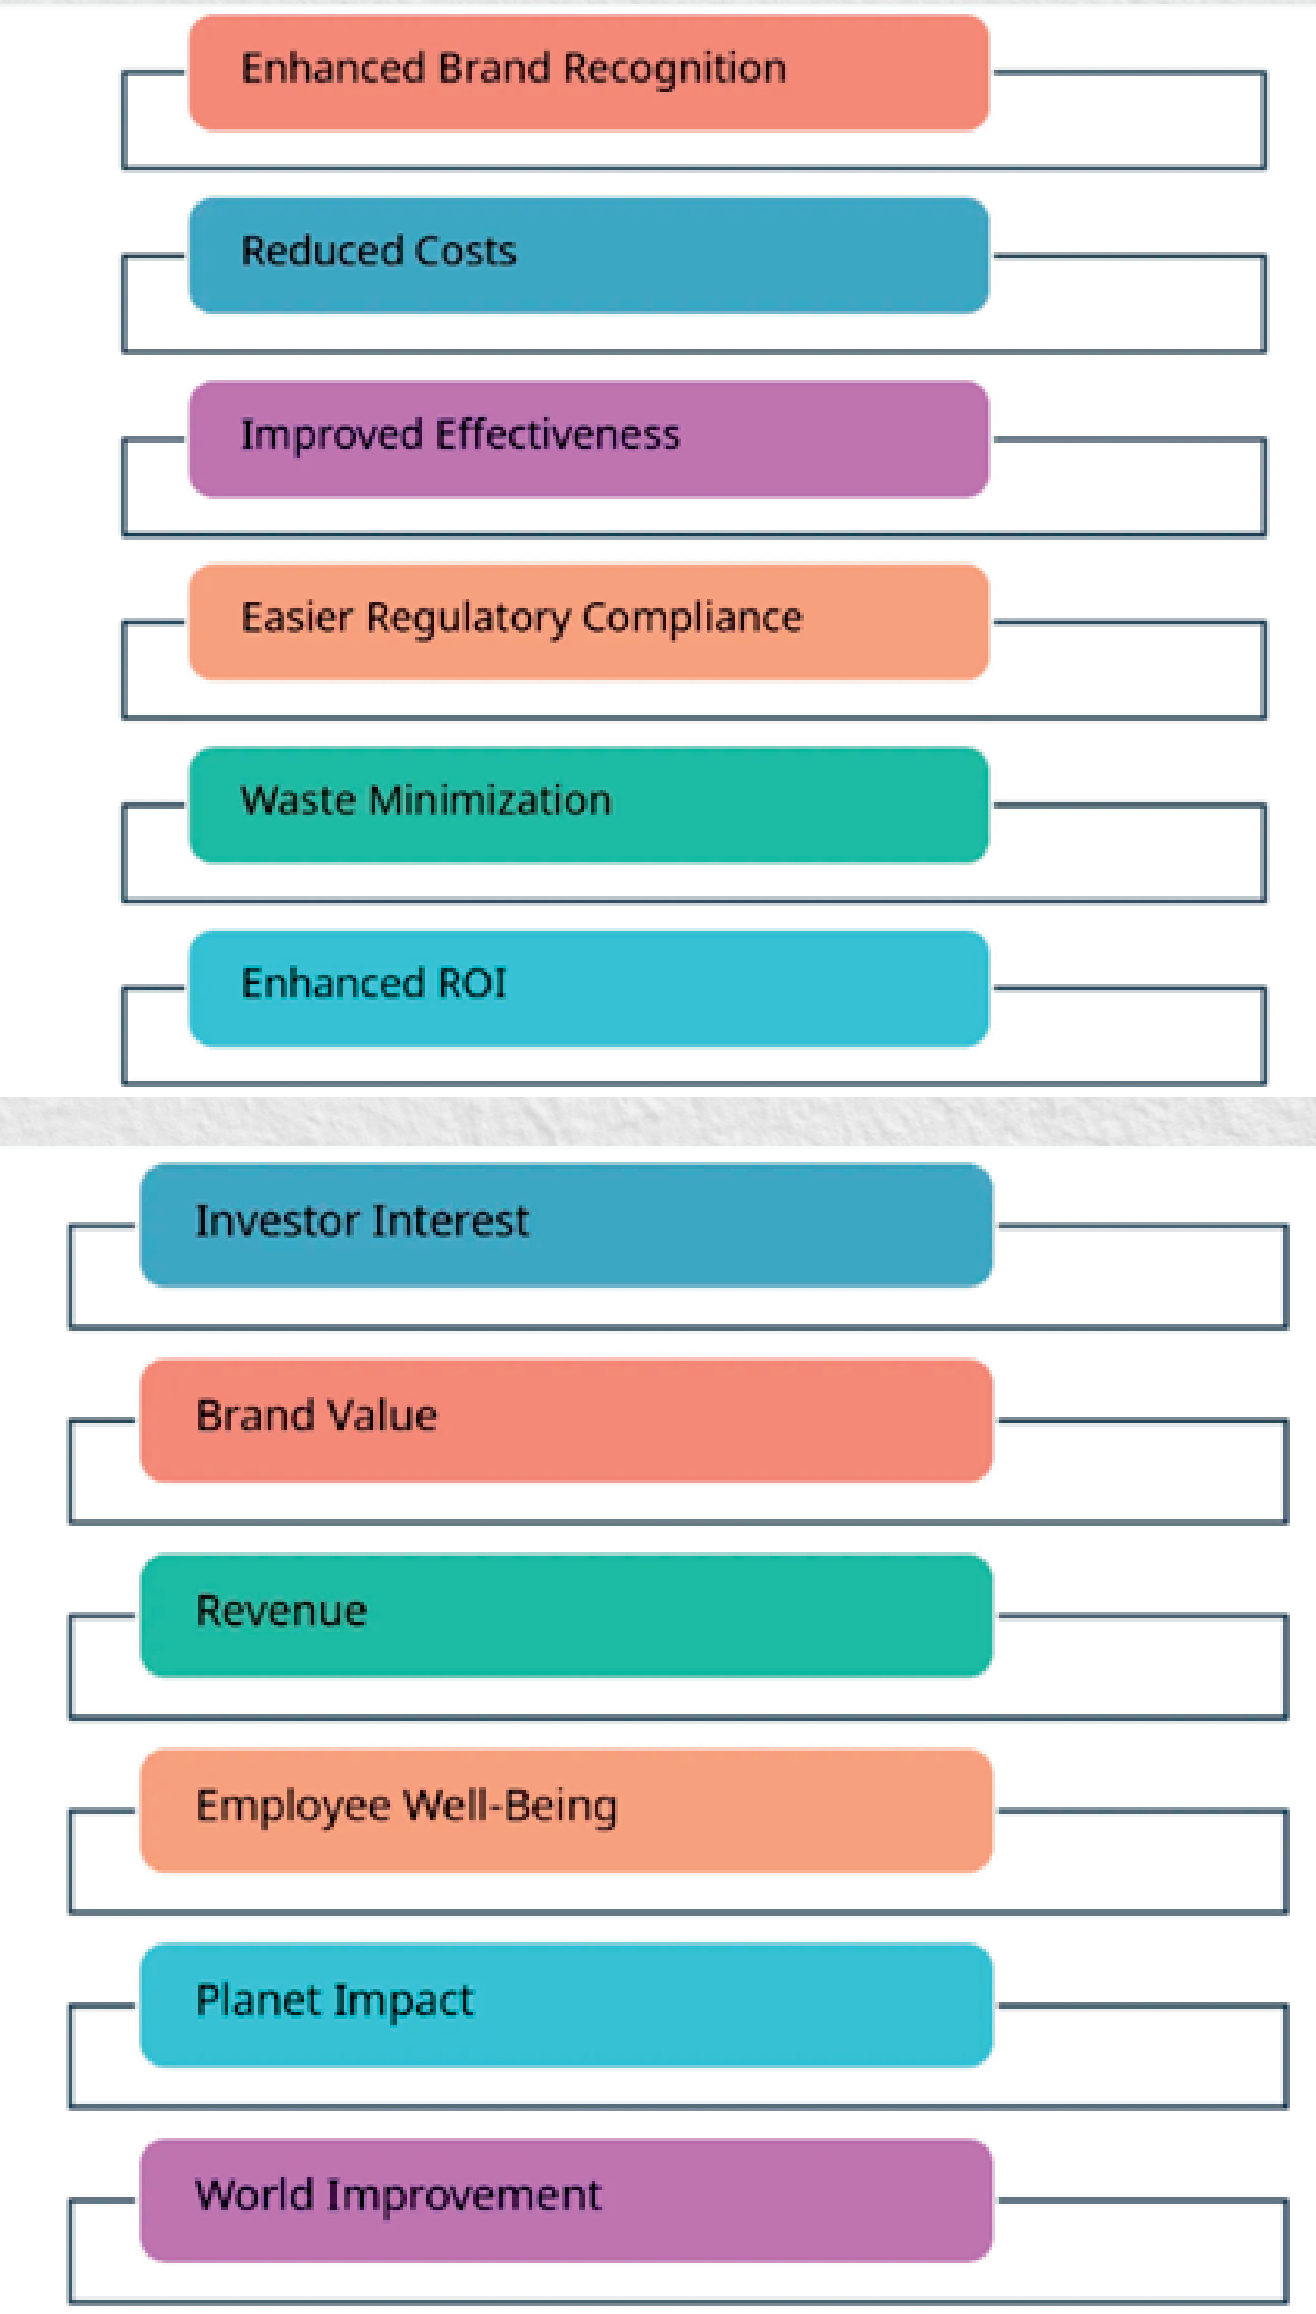 Enhanced Brand Recognition
Reduced Costs
Improved Effectiveness
Easier Regulatory Compliance
Waste Minimization
Enhanced ROI
Investor Interest
Brand Value
Revenue
Employee Well-Being
Planet Impact
World Improvement